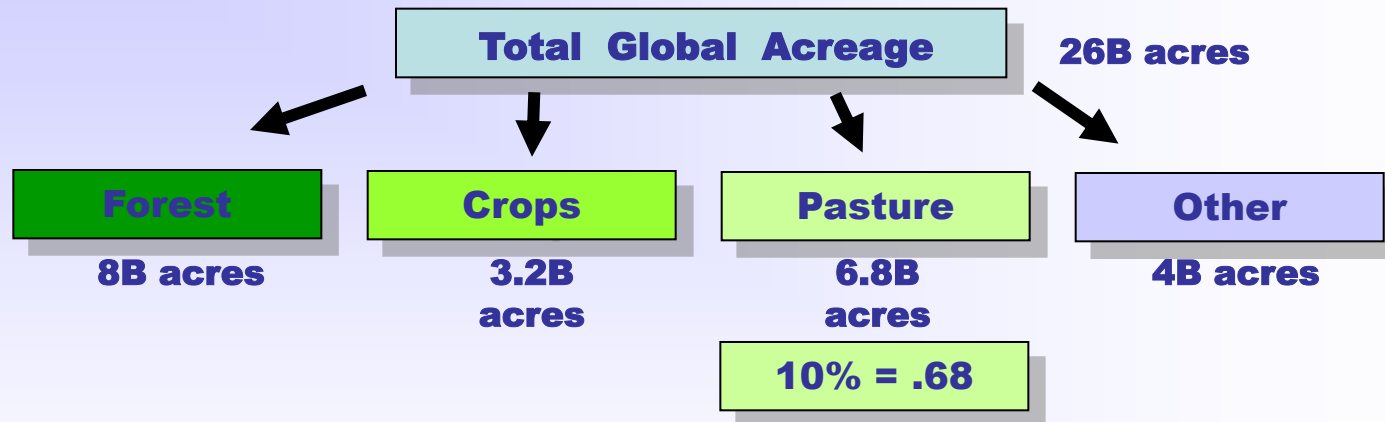 Total Global Acreage
26B acres
Forest
Crops
Pasture
Other
8B acres
3.2B
acres
6.8B
acres
4B acres
10% = .68